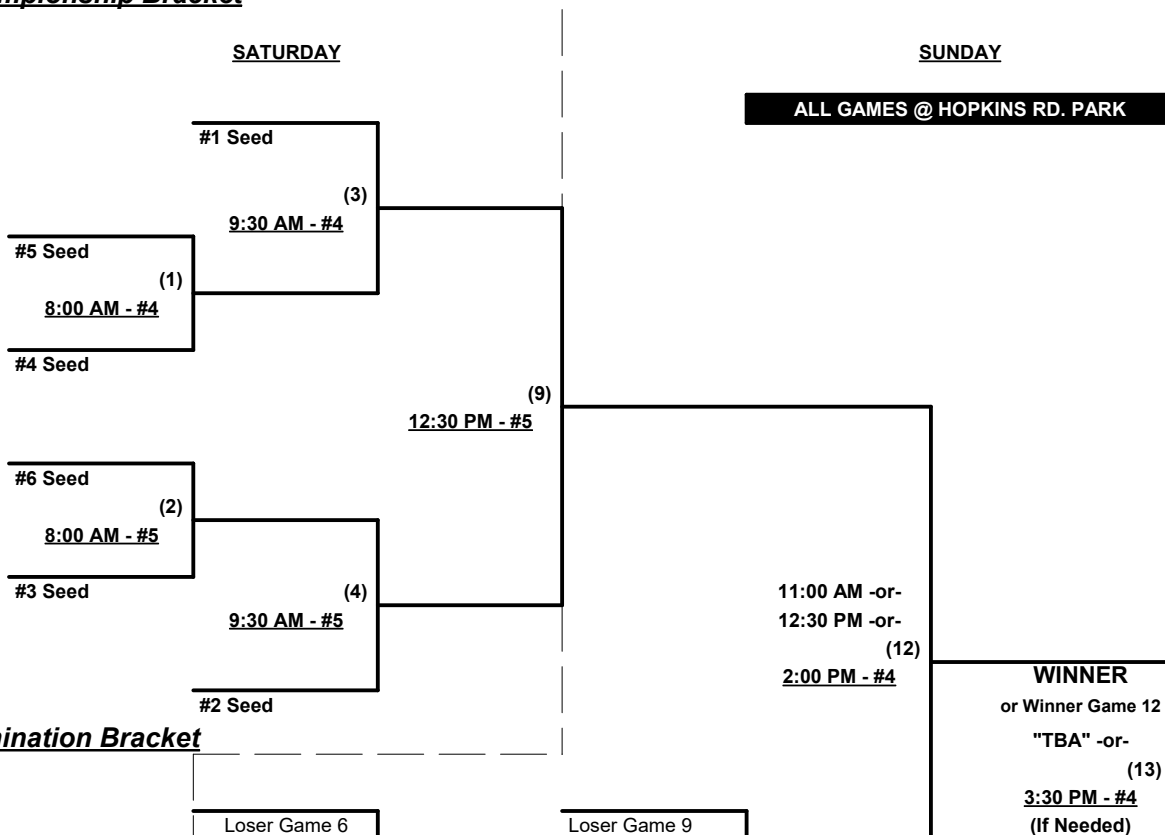 Bracket
SATURDAY
SUNDAY
ALL GAMES @ HOPKINS RD. PARK
#1 Seed
(3)
9:30 AM - #4
#5 Seed
(1)
8:00 AM - #4
#4 Seed
(9)
12:30 PM - #5
#6 Seed
(2)
8:00 AM - #5
#3 Seed
(4)
9:30 AM - #5
11:00 AM -or-
12:30 PM -or-
(12)
2:00 PM - #4
#2 Seed
WINNER
or Winner Game 12
"TBA" -or-
(13)
3:30 PM - #4
(If Needed)
Bracket
Loser Game 6
Loser Game 9